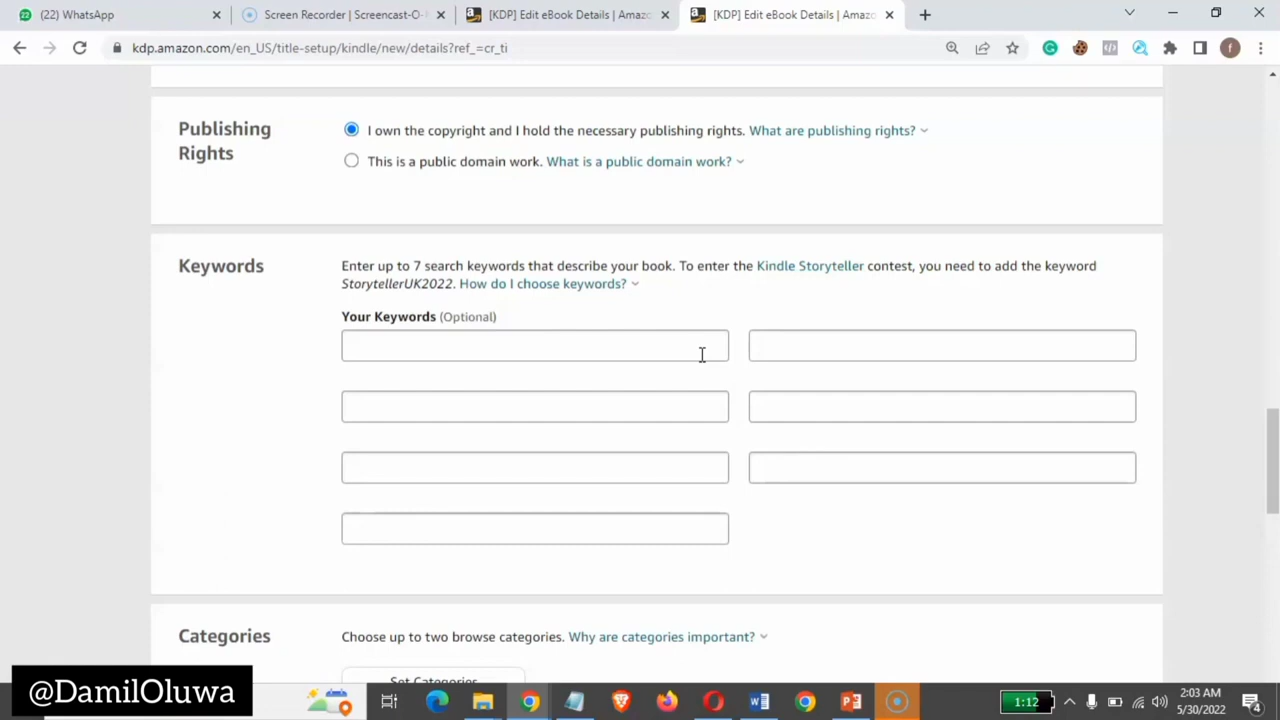 (22) WhatsApp
Screen Recorder | Screencast-O-
[KDP] Edit eBook Details | Amazo
[KDP] Edit eBook Details | Amazo
kdp.amazon.com/en_US/title-setup/kindle/new/details?ref_=cr_ti
Publishing Rights
I own the copyright and I hold the necessary publishing rights. What are publishing rights?
This is a public domain work. What is a public domain work?
Keywords
Enter up to 7 search keywords that describe your book. To enter the Kindle Storyteller contest, you need to add the keyword
StorytellerUK2022. How do I choose keywords?
Your Keywords (Optional)
Categories
Choose up to two browse categories. Why are categories important?
Set Categories
@DamilOluwa
1:12
2:03 AM
5/30/2022
4